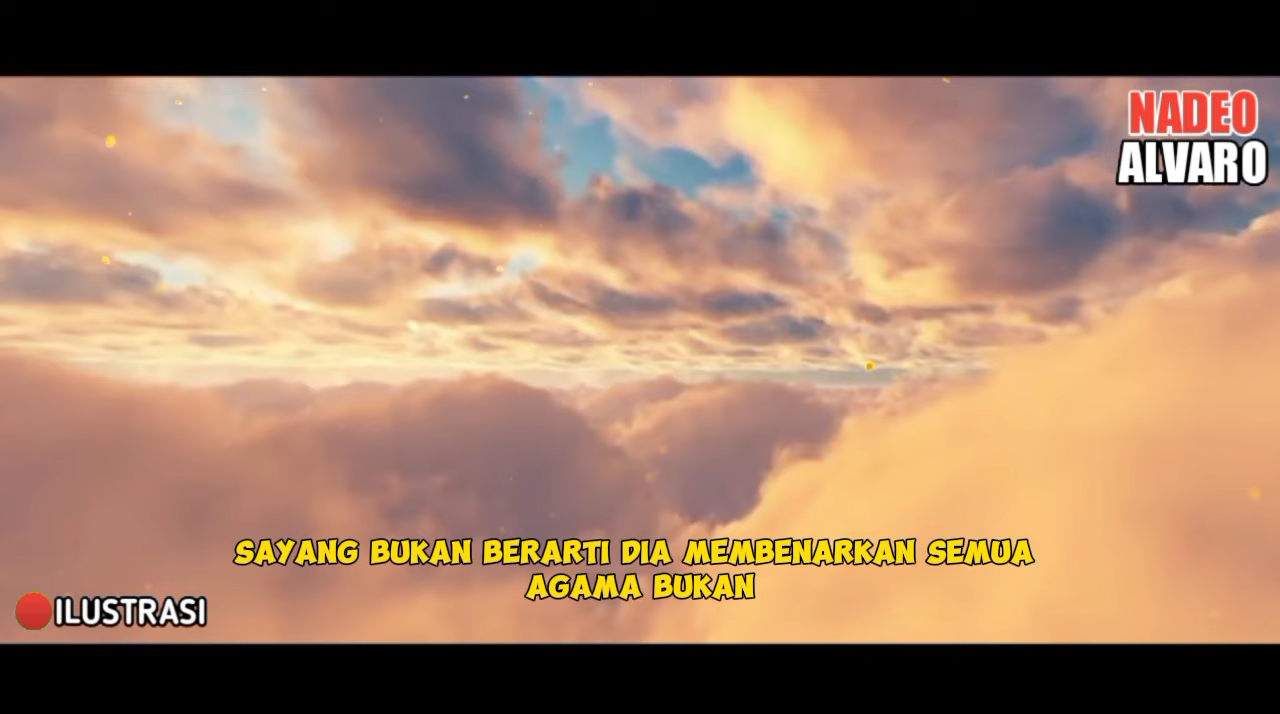 NADEO
ALVARO
SAYANG BUKAN BERARTI DIA MEMBENARKAN SEMUA
AGAMA BUKAN
ILUSTRASI